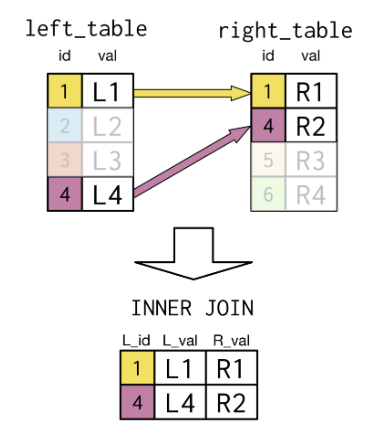 left_table right_table
id val id val
1 L1 1 R1
2 L2 4 R2
3 L3 5 R3
4 L4 6 R4
INNER JOIN
L_id L_val R_val
1 L1 R1
4 L4 R2